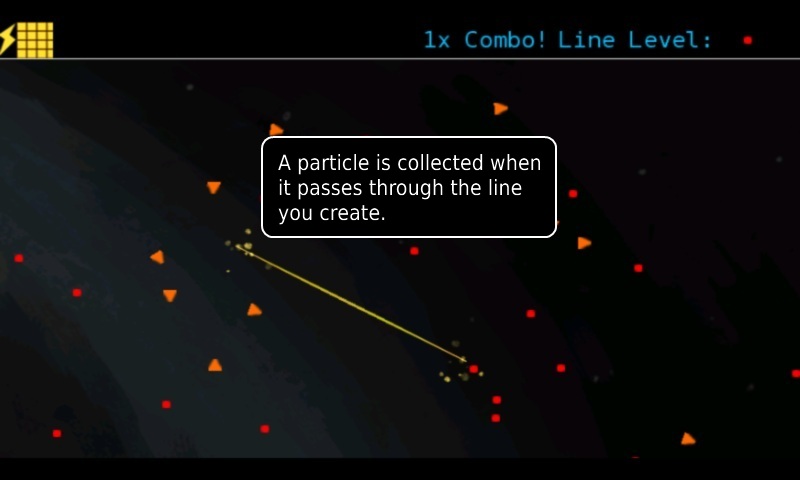 1x Combo! Line Level:
A particle is collected when
it passes through the line
you create.